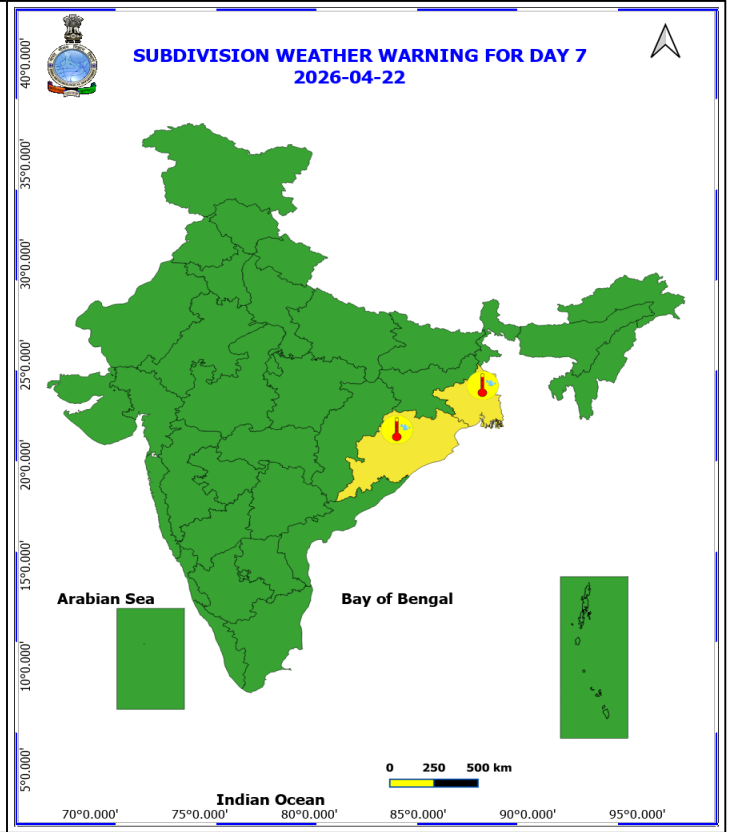 SUBDIVISION WEATHER WARNING FOR DAY 7
2026-04-22
40°0.000'
35°0.000'
30°0.000'
25°0.000'
20°0.000'
15°0.000'
10°0.000'
5°0.000'
Arabian Sea
Bay of Bengal
0 250 500 km
Indian Ocean
70°0.000' 75°0.000' 80°0.000' 85°0.000' 90°0.000' 95°0.000'